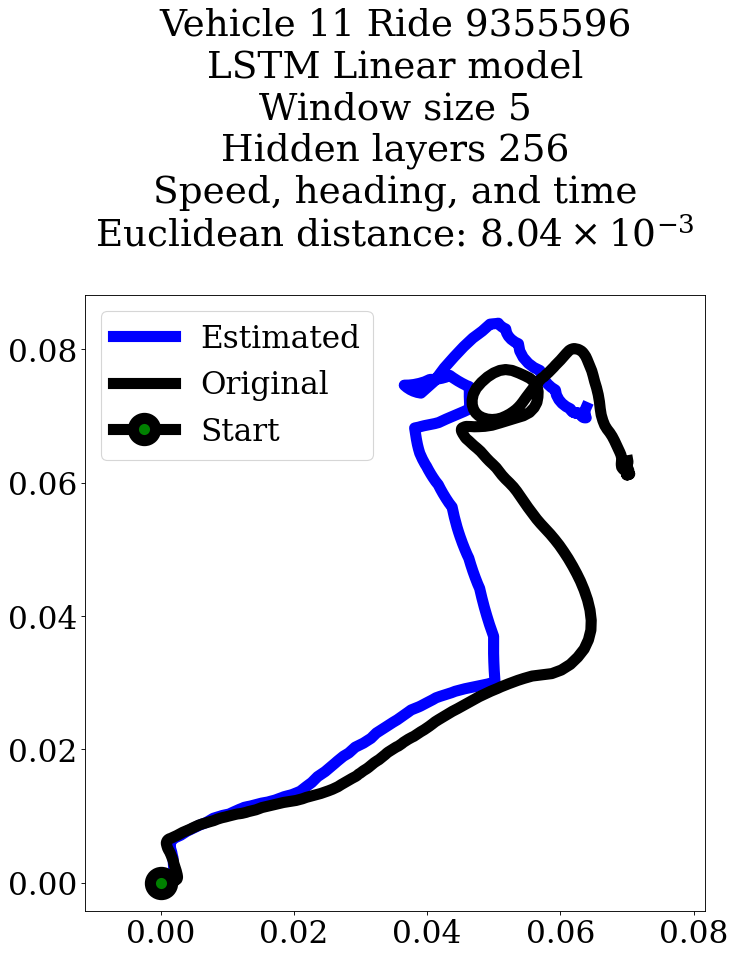 Vehicle 11 Ride 9355596
LSTM Linear model
Window size 5
Hidden layers 256
Speed, heading, and time
Euclidean distance: 8.04 × 10⁻³
Estimated
Original
Start
0.08
0.06
0.04
0.02
0.00
0.00 0.02 0.04 0.06 0.08